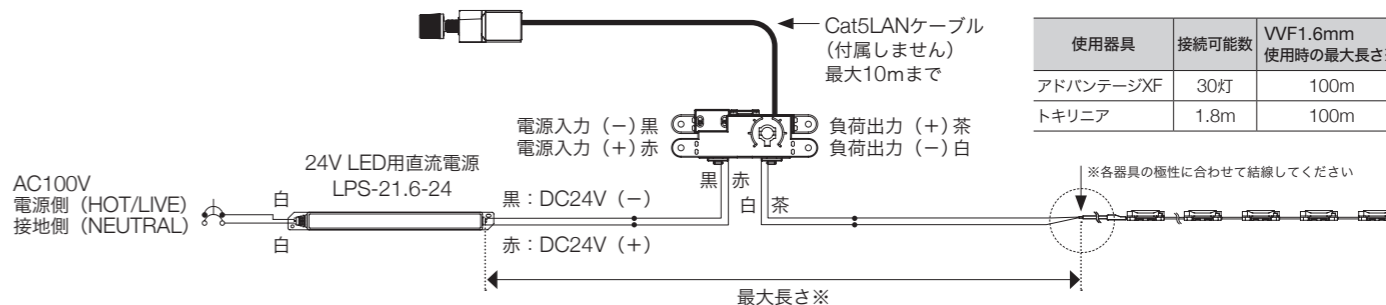 Cat5LANケーブル
(付属しません)
最大10mまで
使用器具 接続可能数 VVF1.6mm
使用時の最大長さ※
アドバンテージXF 30灯 100m
トキリニア 1.8m 100m
電源入力（−）黒
電源入力（+）赤
負荷出力（+）茶
負荷出力（−）白
24V LED用直流電源
LPS-21.6-24
AC100V
電源側（HOT/LIVE）
接地側（NEUTRAL）
白
白
黒：DC24V（−）
赤：DC24V（+）
黒 赤
白 茶
※各器具の極性に合わせて結線してください
最大長さ※